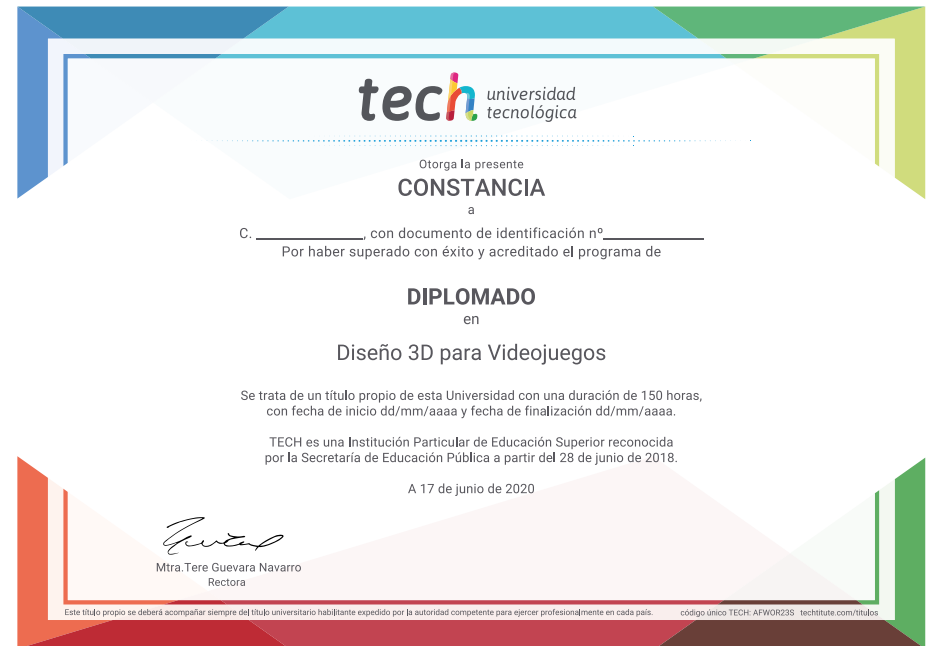 tech universidad
tecnológica
Otorga la presente
CONSTANCIA
a
C. ______________, con documento de identificación nº_____________
Por haber superado con éxito y acreditado el programa de
DIPLOMADO
en
Diseño 3D para Videojuegos
Se trata de un título propio de esta Universidad con una duración de 150 horas,
con fecha de inicio dd/mm/aaaa y fecha de finalización dd/mm/aaaa.
TECH es una Institución Particular de Educación Superior reconocida
por la Secretaría de Educación Pública a partir del 28 de junio de 2018.
A 17 de junio de 2020
Mtra.Tere Guevara Navarro
Rectora
Este título propio se deberá acompañar siempre del título universitario habilitante expedido por la autoridad competente para ejercer profesionalmente en cada país. código único TECH: AFWOR23S techtitute.com/titulos